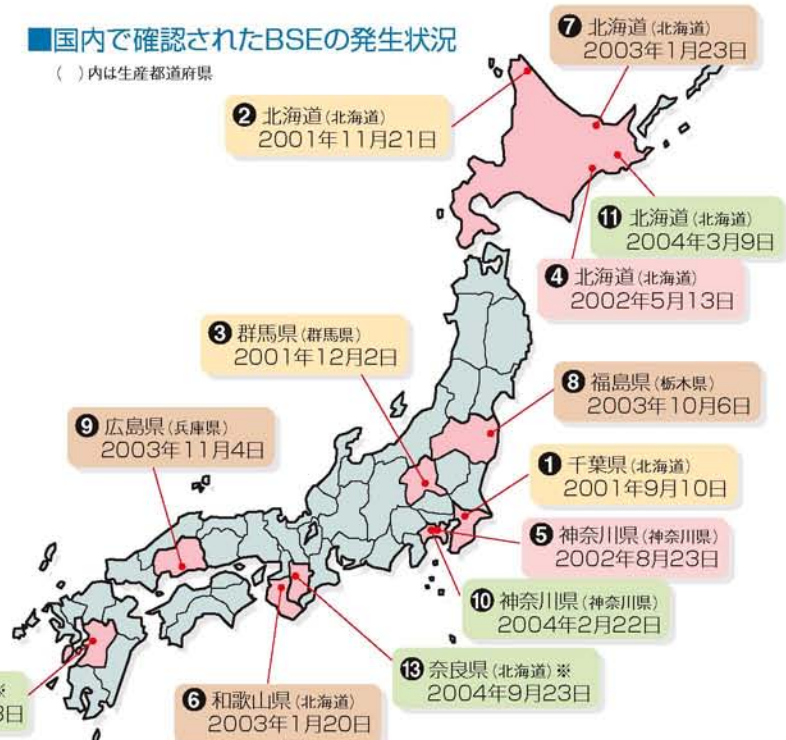 ■国内で確認されたBSEの発生状況
（　）内は生産都道府県
❼ 北海道（北海道）
2003年1月23日
❷ 北海道（北海道）
2001年11月21日
⓫ 北海道（北海道）
2004年3月9日
❹ 北海道（北海道）
2002年5月13日
❸ 群馬県（群馬県）
2001年12月2日
❽ 福島県（栃木県）
2003年10月6日
❾ 広島県（兵庫県）
2003年11月4日
❶ 千葉県（北海道）
2001年9月10日
❺ 神奈川県（神奈川県）
2002年8月23日
❿ 神奈川県（神奈川県）
2004年2月22日
⓭ 奈良県（北海道）※
2004年9月23日
❻ 和歌山県（北海道）
2003年1月20日
※
日